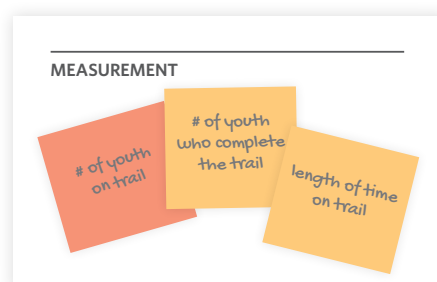 MEASUREMENT
# of youth
on trail
# of youth
who complete
the trail
length of time
on trail